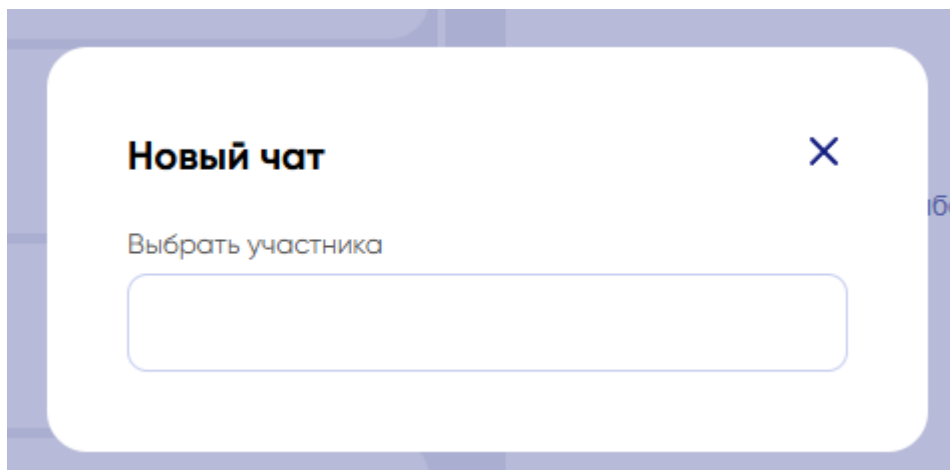 Новый чат
Выбрать участника